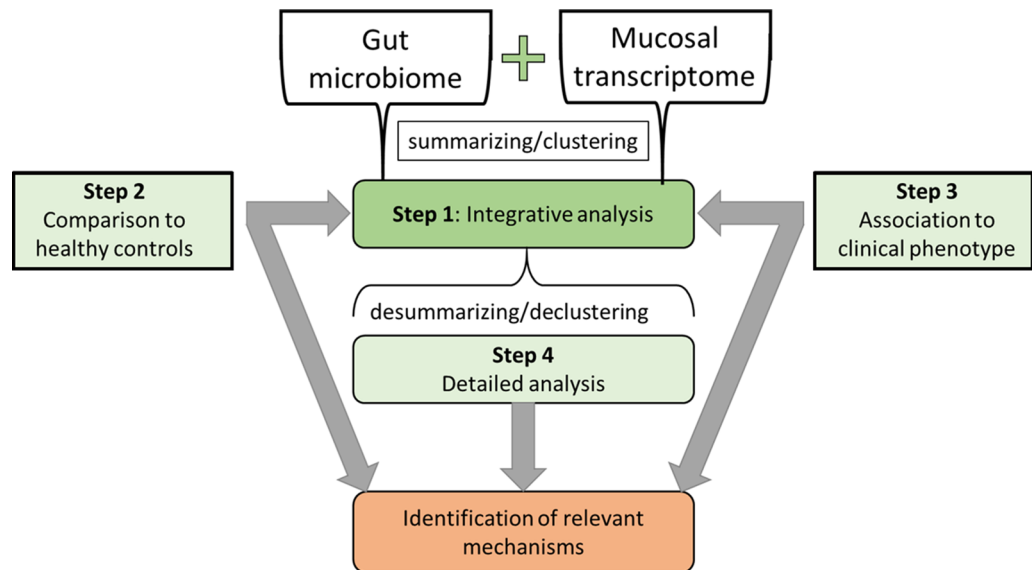 Gut
microbiome
+
Mucosal
transcriptome
summarizing/clustering
Step 2
Comparison to
healthy controls
Step 1: Integrative analysis
Step 3
Association to
clinical phenotype
desummarizing/declustering
Step 4
Detailed analysis
Identification of relevant
mechanisms